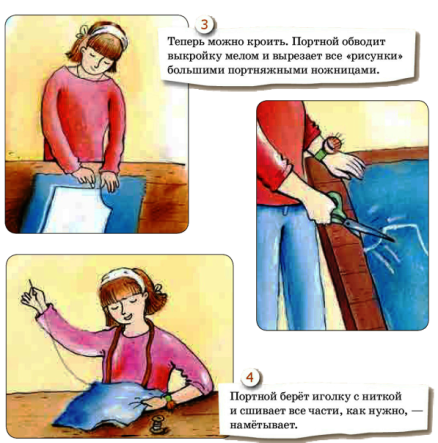 3
Теперь можно кроить. Портной обводит
выкройку мелом и вырезает все «рисунки»
большими портняжными ножницами.
4
Портной берёт иголку с ниткой
и сшивает все части, как нужно, —
намётывает.